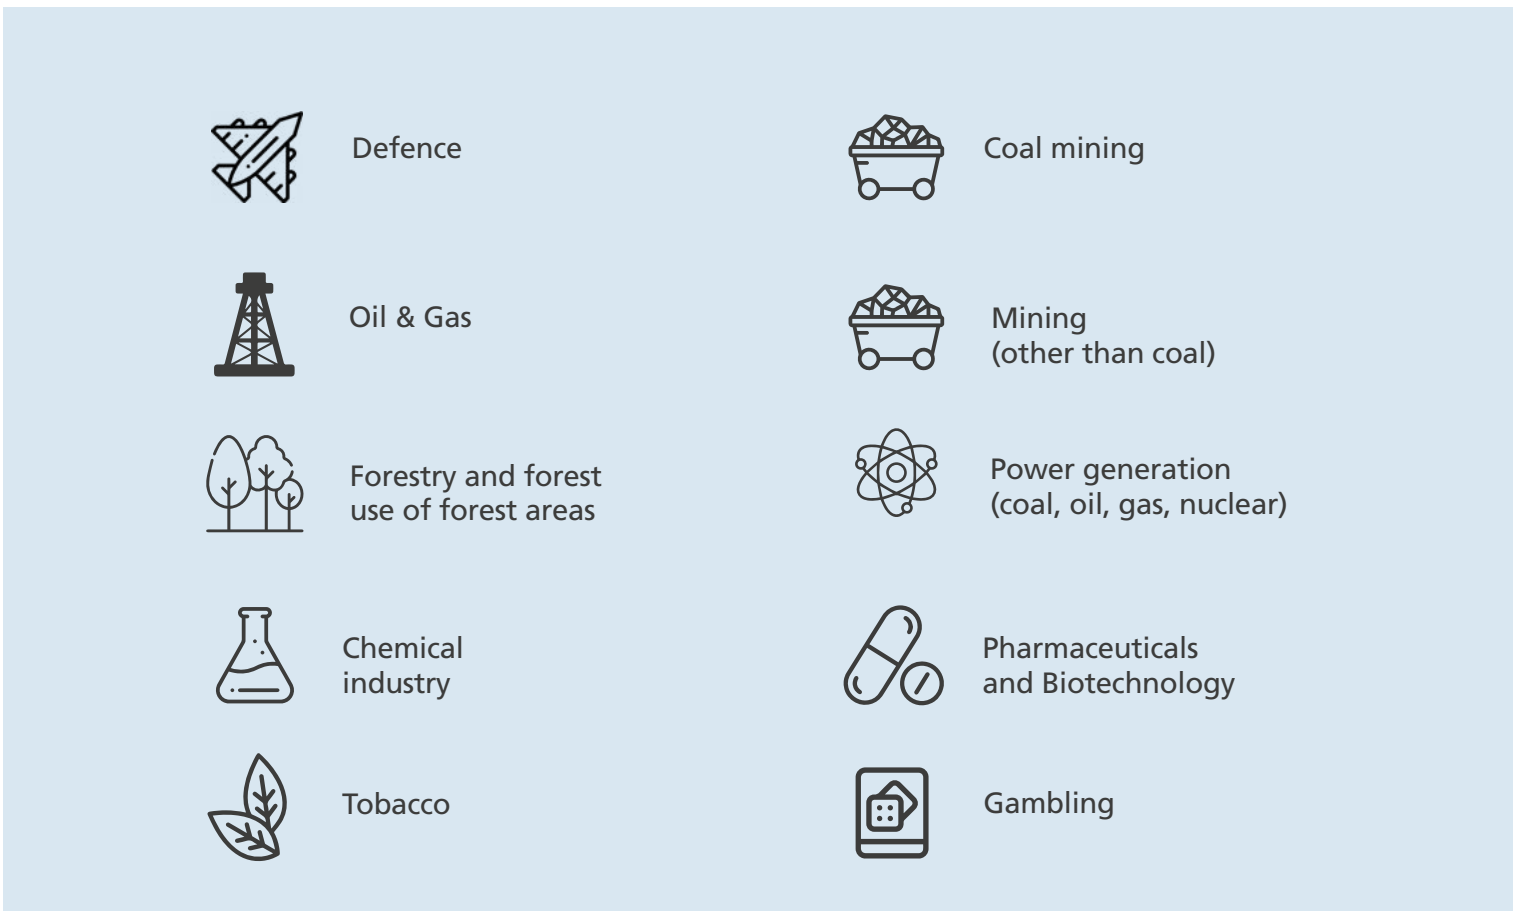 Defence
Coal mining
Oil & Gas
Mining
(other than coal)
Forestry and forest
use of forest areas
Power generation
(coal, oil, gas, nuclear)
Chemical
industry
Pharmaceuticals
and Biotechnology
Tobacco
Gambling